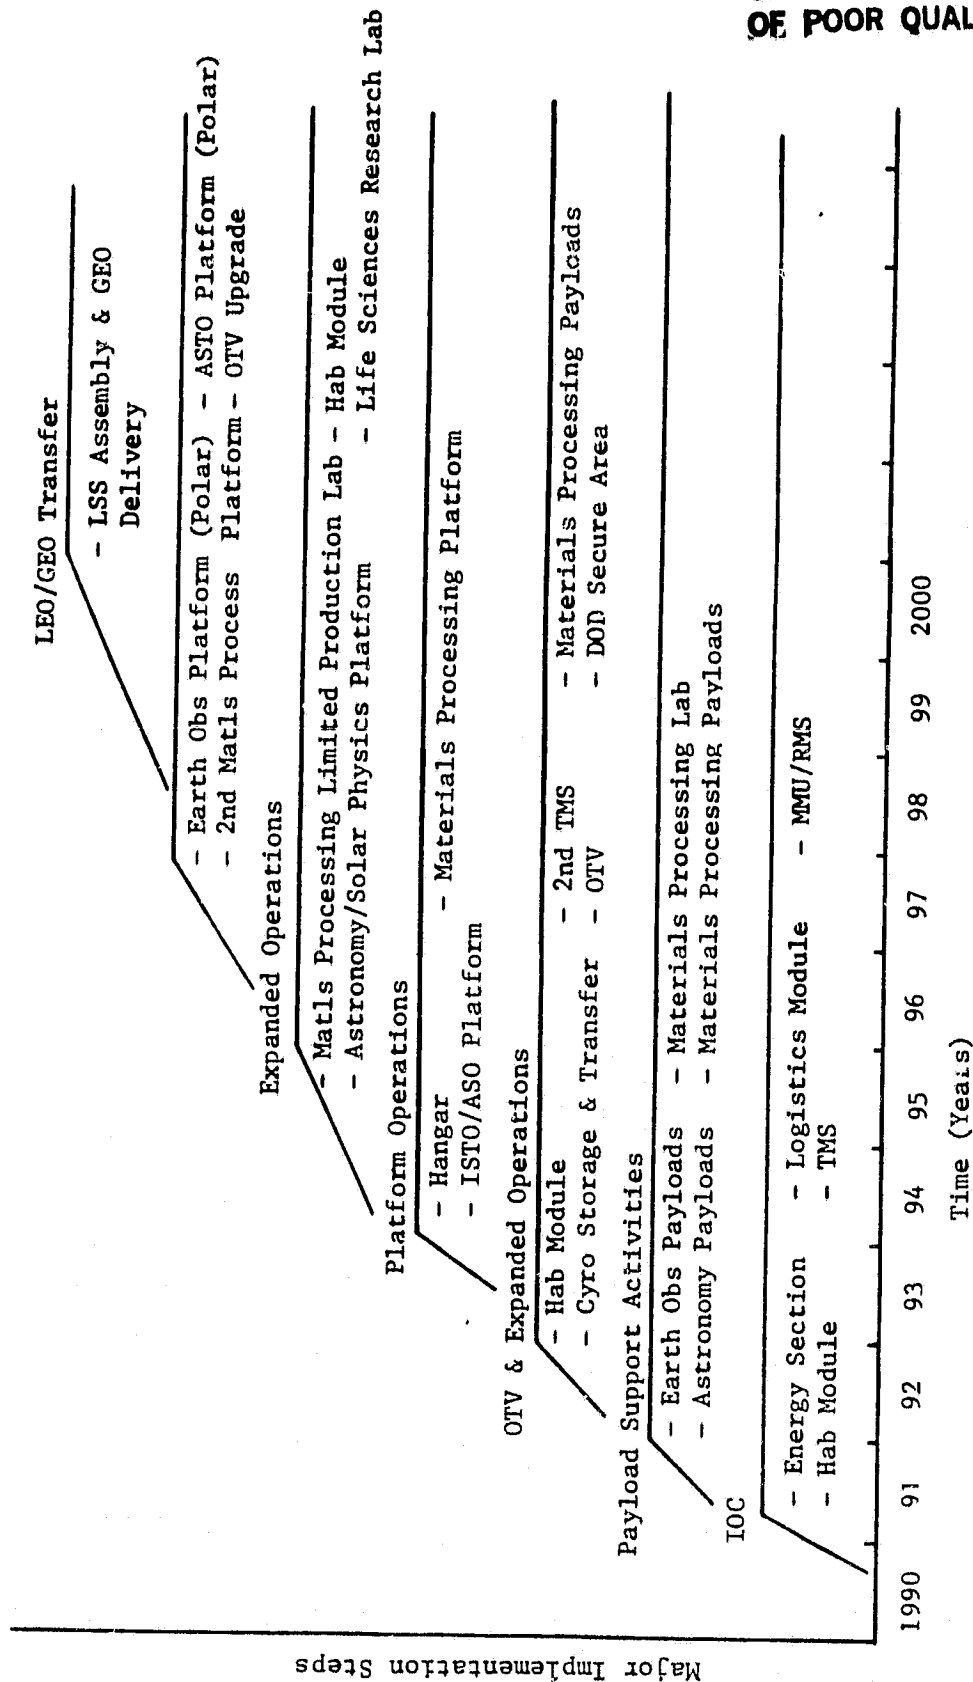 OF POOR QUAL
LEO/GEO Transfer
- LSS Assembly & GEO
Delivery
- Earth Obs Platform (Polar) - ASTO Platform (Polar)
- 2nd Matls Process Platform - OTV Upgrade
Expanded Operations
- Matls Processing Limited Production Lab - Hab Module
- Astronomy/Solar Physics Platform - Life Sciences Research Lab
Platform Operations
- Hangar - Materials Processing Platform
- ISTO/ASO Platform
OTV & Expanded Operations
- Hab Module - 2nd TMS - Materials Processing Payloads
- Cyro Storage & Transfer - OTV - DOD Secure Area
Payload Support Activities
- Earth Obs Payloads - Materials Processing Lab
- Astronomy Payloads - Materials Processing Payloads
IOC
- Energy Section - Logistics Module - MMU/RMS
- Hab Module - TMS
1990 91 92 93 94 95 96 97 98 99 2000
Time (Years)
Major Implementation Steps